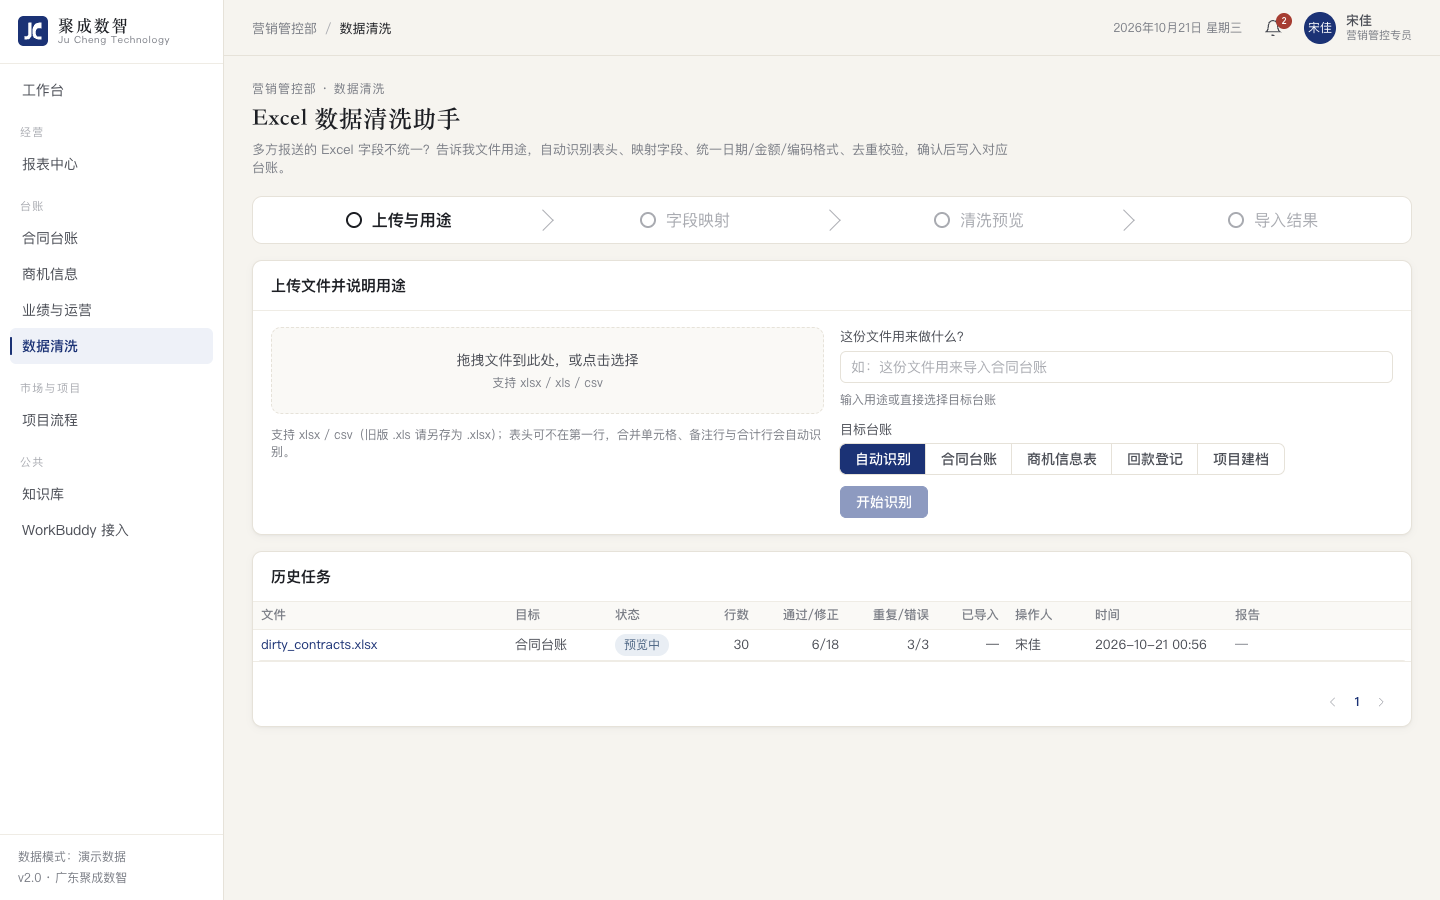 JC 聚成数智
Ju Cheng Technology
工作台
经营
报表中心
台账
合同台账
商机信息
业绩与运营
数据清洗
市场与项目
项目流程
公共
知识库
WorkBuddy 接入
数据模式：演示数据
v2.0 · 广东聚成数智
营销管控部 / 数据清洗
2026年10月21日 星期三
2
宋佳
宋佳
营销管控专员
营销管控部 · 数据清洗
Excel 数据清洗助手
多方报送的 Excel 字段不统一？告诉我文件用途，自动识别表头、映射字段、统一日期/金额/编码格式、去重校验，确认后写入对应
台账。
上传与用途
字段映射
清洗预览
导入结果
上传文件并说明用途
拖拽文件到此处，或点击选择
支持 xlsx / xls / csv
支持 xlsx / csv（旧版 .xls 请另存为 .xlsx）；表头可不在第一行，合并单元格、备注行与合计行会自动识
别。
这份文件用来做什么？
如：这份文件用来导入合同台账
输入用途或直接选择目标台账
目标台账
自动识别 合同台账 商机信息表 回款登记 项目建档
开始识别
历史任务
文件 目标 状态 行数 通过/修正 重复/错误 已导入 操作人 时间 报告
dirty_contracts.xlsx 合同台账 预览中 30 6/18 3/3 — 宋佳 2026-10-21 00:56 —
1